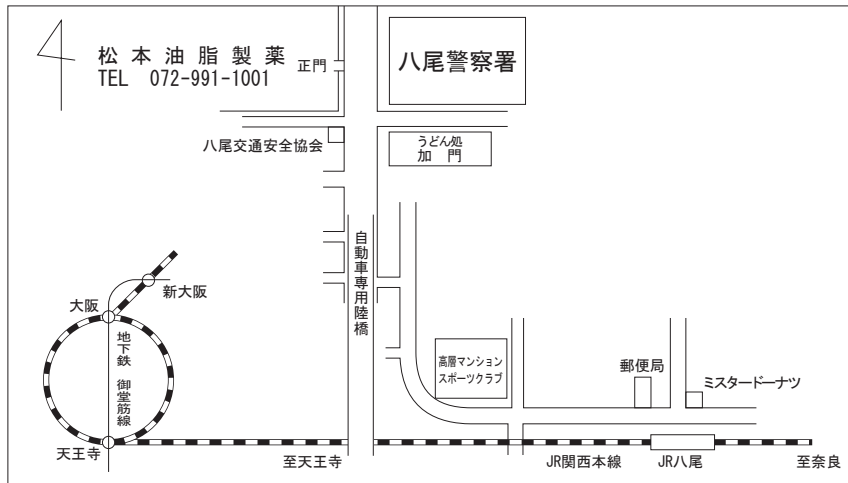 松本油脂製薬
TEL 072-991-1001
正門
八尾警察署
八尾交通安全協会
うどん処
加門
自動車専用陸橋
新大阪
大阪
地下鉄 御堂筋線
高層マンション
スポーツクラブ
郵便局
ミスタードーナツ
天王寺
至天王寺
JR関西本線
JR八尾
至奈良